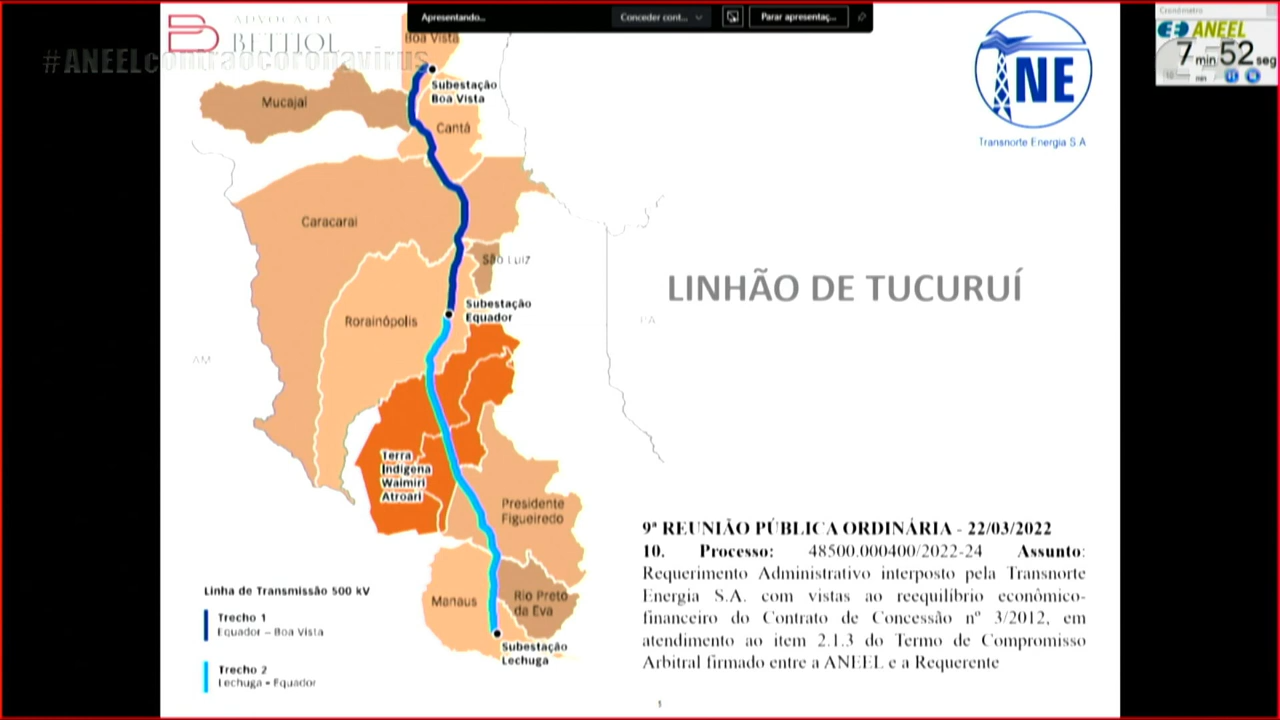 Apresentando...
Conceder cont...
Parar apresentaç...
Cronômetro
ANEEL
7 min 52 seg
min
ADVOCACIA
BETTIOL
#ANEELcontraocoronavirus
TNE
Transnorte Energia S.A
Boa Vista
Subestação
Boa Vista
Mucajaí
Cantá
Caracaraí
São Luiz
LINHÃO DE TUCURUÍ
Subestação
Equador
Rorainópolis
PA
AM
Terra
Indígena
Waimiri
Atroari
Presidente
Figueiredo
9ª REUNIÃO PÚBLICA ORDINÁRIA - 22/03/2022
10. Processo: 48500.000400/2022-24 Assunto:
Requerimento Administrativo interposto pela Transnorte
Energia S.A. com vistas ao reequilíbrio econômico-
financeiro do Contrato de Concessão nº 3/2012, em
atendimento ao item 2.1.3 do Termo de Compromisso
Arbitral firmado entre a ANEEL e a Requerente
Manaus
Rio Preto
da Eva
Subestação
Lechuga
Linha de Transmissão 500 kV
Trecho 1
Equador – Boa Vista
Trecho 2
Lechuga - Equador
1